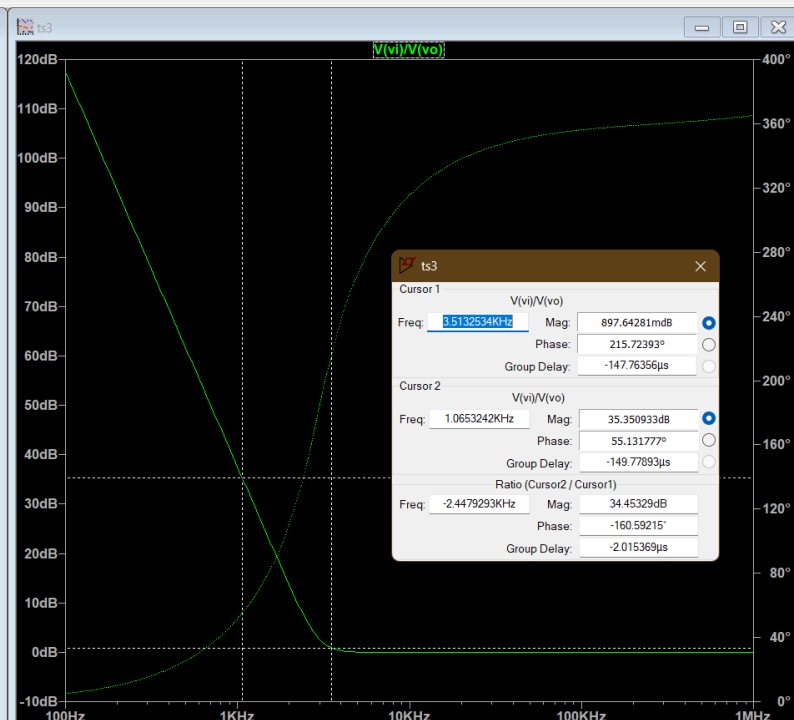 ts3
V(vi)/V(vo)
120dB
400°
110dB
360°
100dB
320°
90dB
280°
80dB
70dB
240°
60dB
200°
50dB
160°
40dB
30dB
120°
20dB
80°
10dB
40°
0dB
-10dB
0°
100Hz
1KHz
10KHz
100KHz
1MHz
ts3
Cursor 1
V(vi)/V(vo)
Freq: 3.5132534KHz Mag: 897.64281mdB
Phase: 215.72393º
Group Delay: -147.76356µs
Cursor 2
V(vi)/V(vo)
Freq: 1.0653242KHz Mag: 35.350933dB
Phase: 55.131777º
Group Delay: -149.77893µs
Ratio (Cursor2 / Cursor1)
Freq: -2.4479293KHz Mag: 34.45329dB
Phase: -160.59215°
Group Delay: -2.015369µs